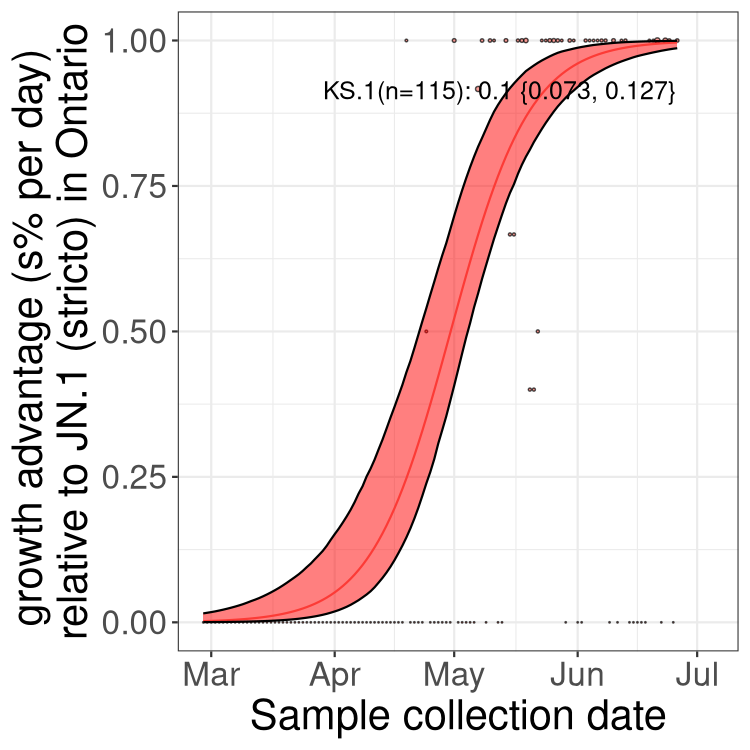 growth advantage (s% per day)
relative to JN.1 (stricto) in Ontario
1.00
0.75
0.50
0.25
0.00
KS.1(n=115): 0.1 {0.073, 0.127}
Mar Apr May Jun Jul
Sample collection date